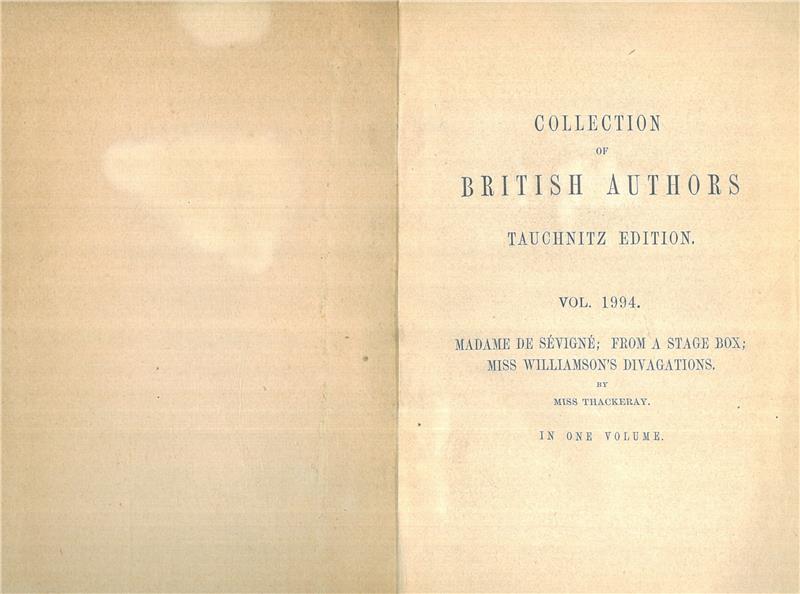 COLLECTION
OF
BRITISH AUTHORS
TAUCHNITZ EDITION.
VOL. 1994.
MADAME DE SÉVIGNÉ; FROM A STAGE BOX;
MISS WILLIAMSON'S DIVAGATIONS.
BY
MISS THACKERAY.
IN ONE VOLUME.